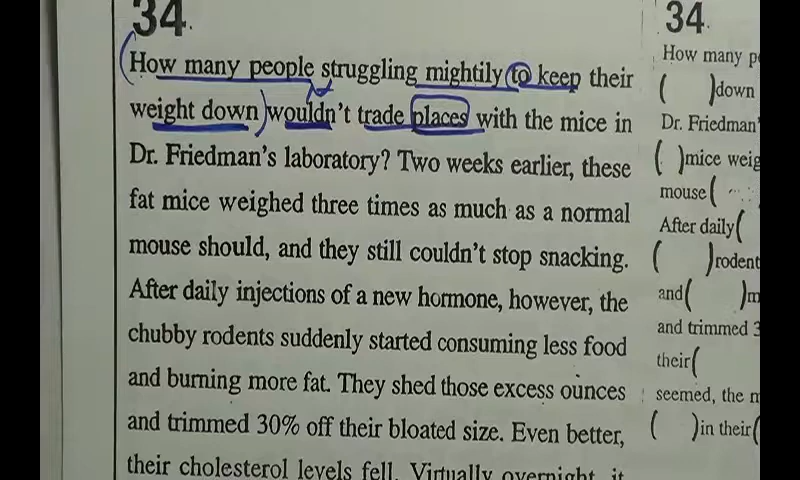 34.
How many people struggling mightily to keep their
weight down wouldn't trade places with the mice in
Dr. Friedman's laboratory? Two weeks earlier, these
fat mice weighed three times as much as a normal
mouse should, and they still couldn't stop snacking.
After daily injections of a new hormone, however, the
chubby rodents suddenly started consuming less food
and burning more fat. They shed those excess ounces
and trimmed 30% off their bloated size. Even better,
their cholesterol levels fell. Virtually overnight, it
34.
How many
( )down
Dr. Friedman'
( )mice
mouse(
After daily(
( )rodent
and( )m
and trimmed 3
their(
seemed, the m
( )in their(